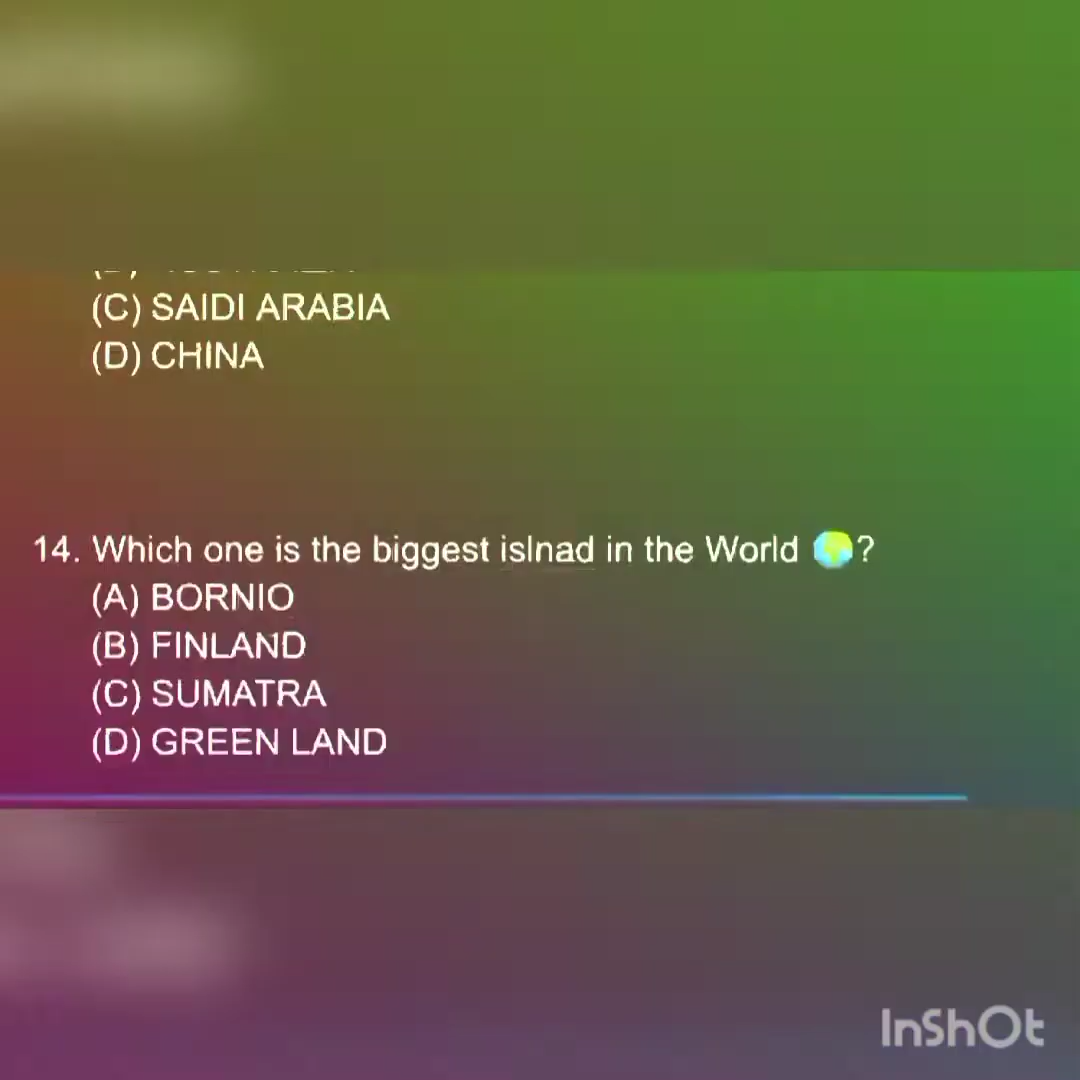 (C) SAIDI ARABIA
(D) CHINA
14. Which one is the biggest islnad in the World 🌏?
(A) BORNIO
(B) FINLAND
(C) SUMATRA
(D) GREEN LAND
InShOt